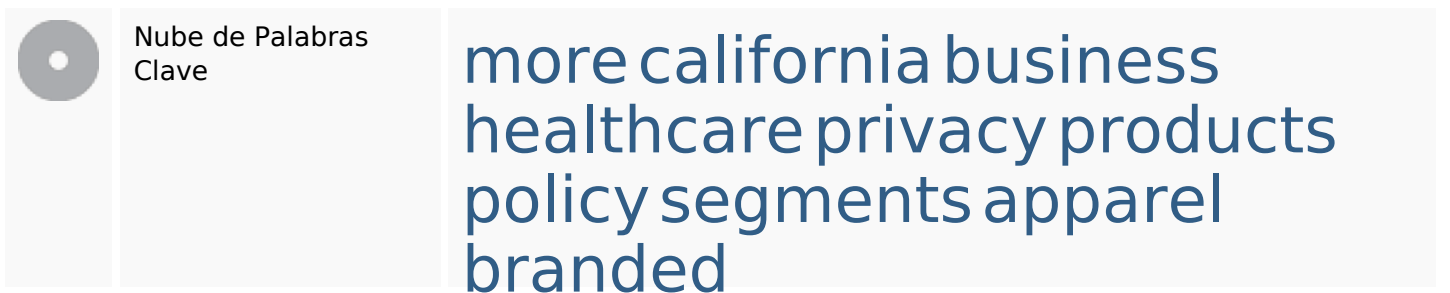 Nube de Palabras
Clave
more california business
healthcare privacy products
policy segments apparel
branded